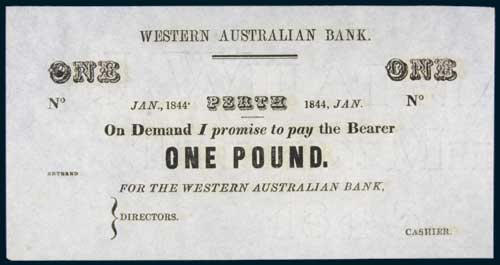 WESTERN AUSTRALIAN BANK.
ONE ONE
Nº JAN., 1844· PERTH 1844, JAN. Nº
On Demand I promise to pay the Bearer
ONE POUND.
ENTRAND
FOR THE WESTERN AUSTRALIAN BANK,
DIRECTORS.
CASHIER.